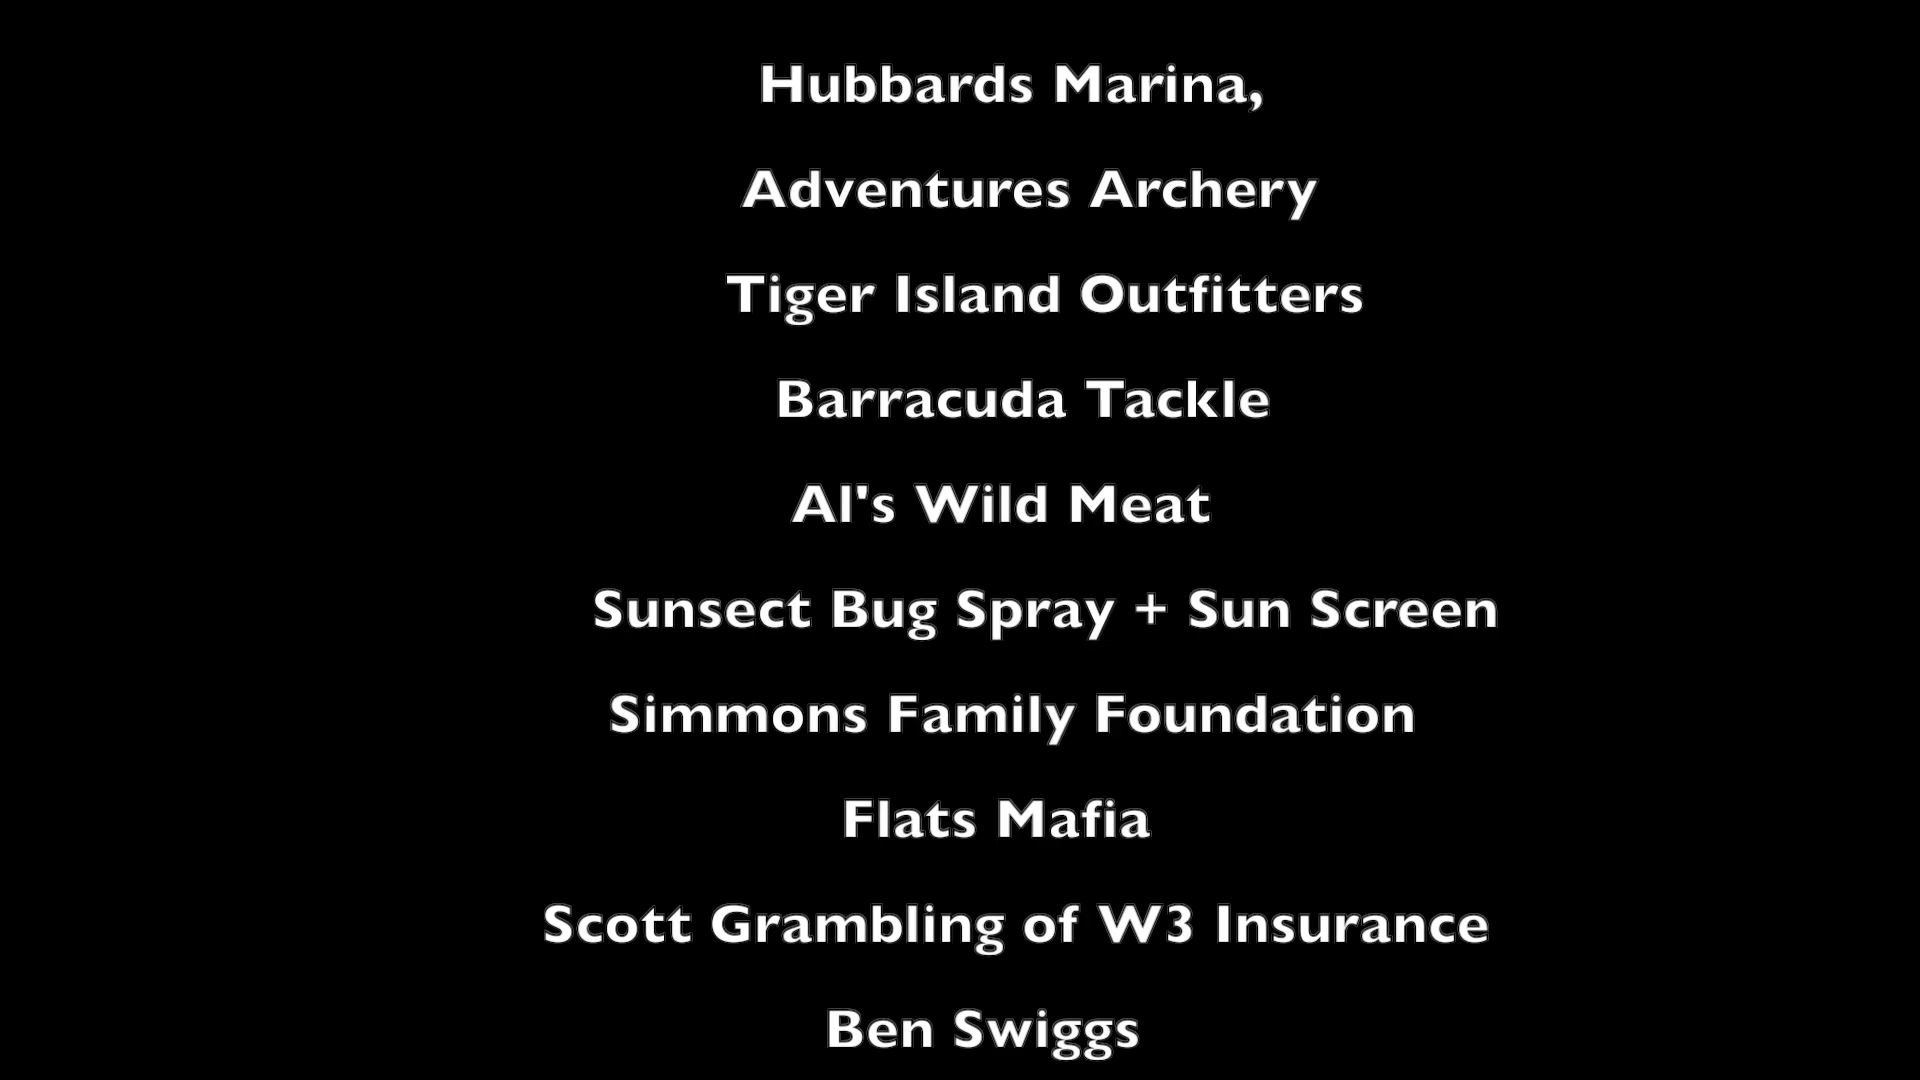 Hubbards Marina,
Adventures Archery
Tiger Island Outfitters
Barracuda Tackle
Al's Wild Meat
Sunsect Bug Spray + Sun Screen
Simmons Family Foundation
Flats Mafia
Scott Grambling of W3 Insurance
Ben Swiggs